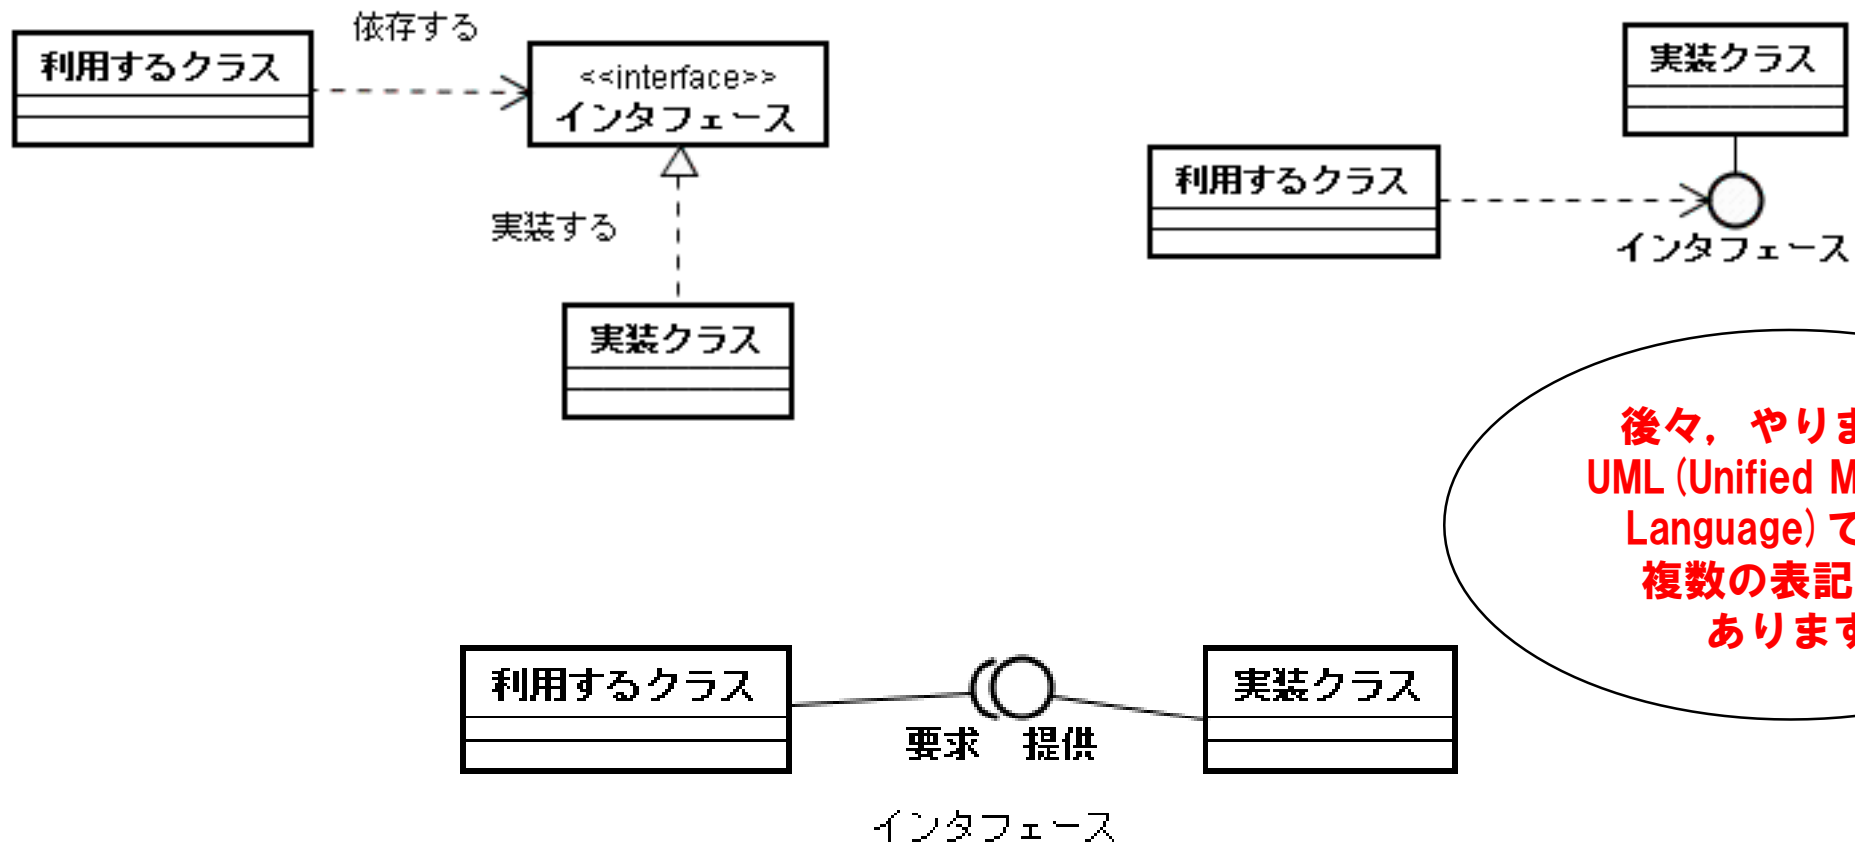 依存する
利用するクラス
<<interface>>
インタフェース
実装する
実装クラス
実装クラス
利用するクラス
インタフェース
後々，やりま
UML(Unified M
Language)で
複数の表記
あります
利用するクラス
実装クラス
要求 提供
インタフェース